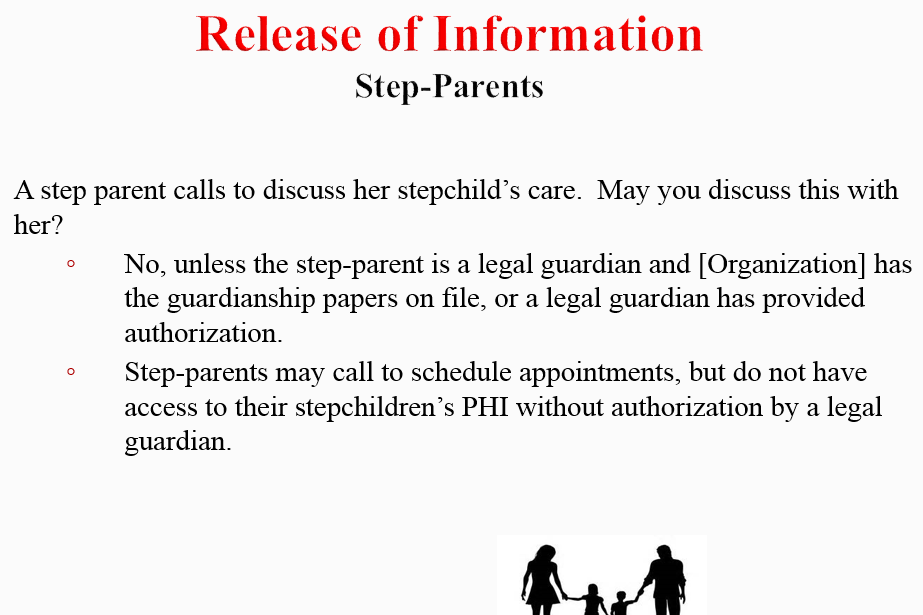 Release of Information
Step-Parents
A step parent calls to discuss her stepchild’s care.  May you discuss this with
her?
◦ No, unless the step-parent is a legal guardian and [Organization] has
the guardianship papers on file, or a legal guardian has provided
authorization.
◦ Step-parents may call to schedule appointments, but do not have
access to their stepchildren’s PHI without authorization by a legal
guardian.